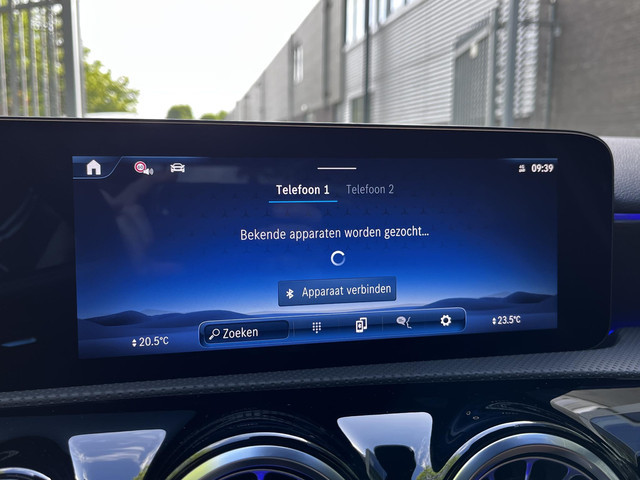 09:39
Telefoon 1 Telefoon 2
Bekende apparaten worden gezocht...
Apparaat verbinden
20.5°C Zoeken 23.5°C